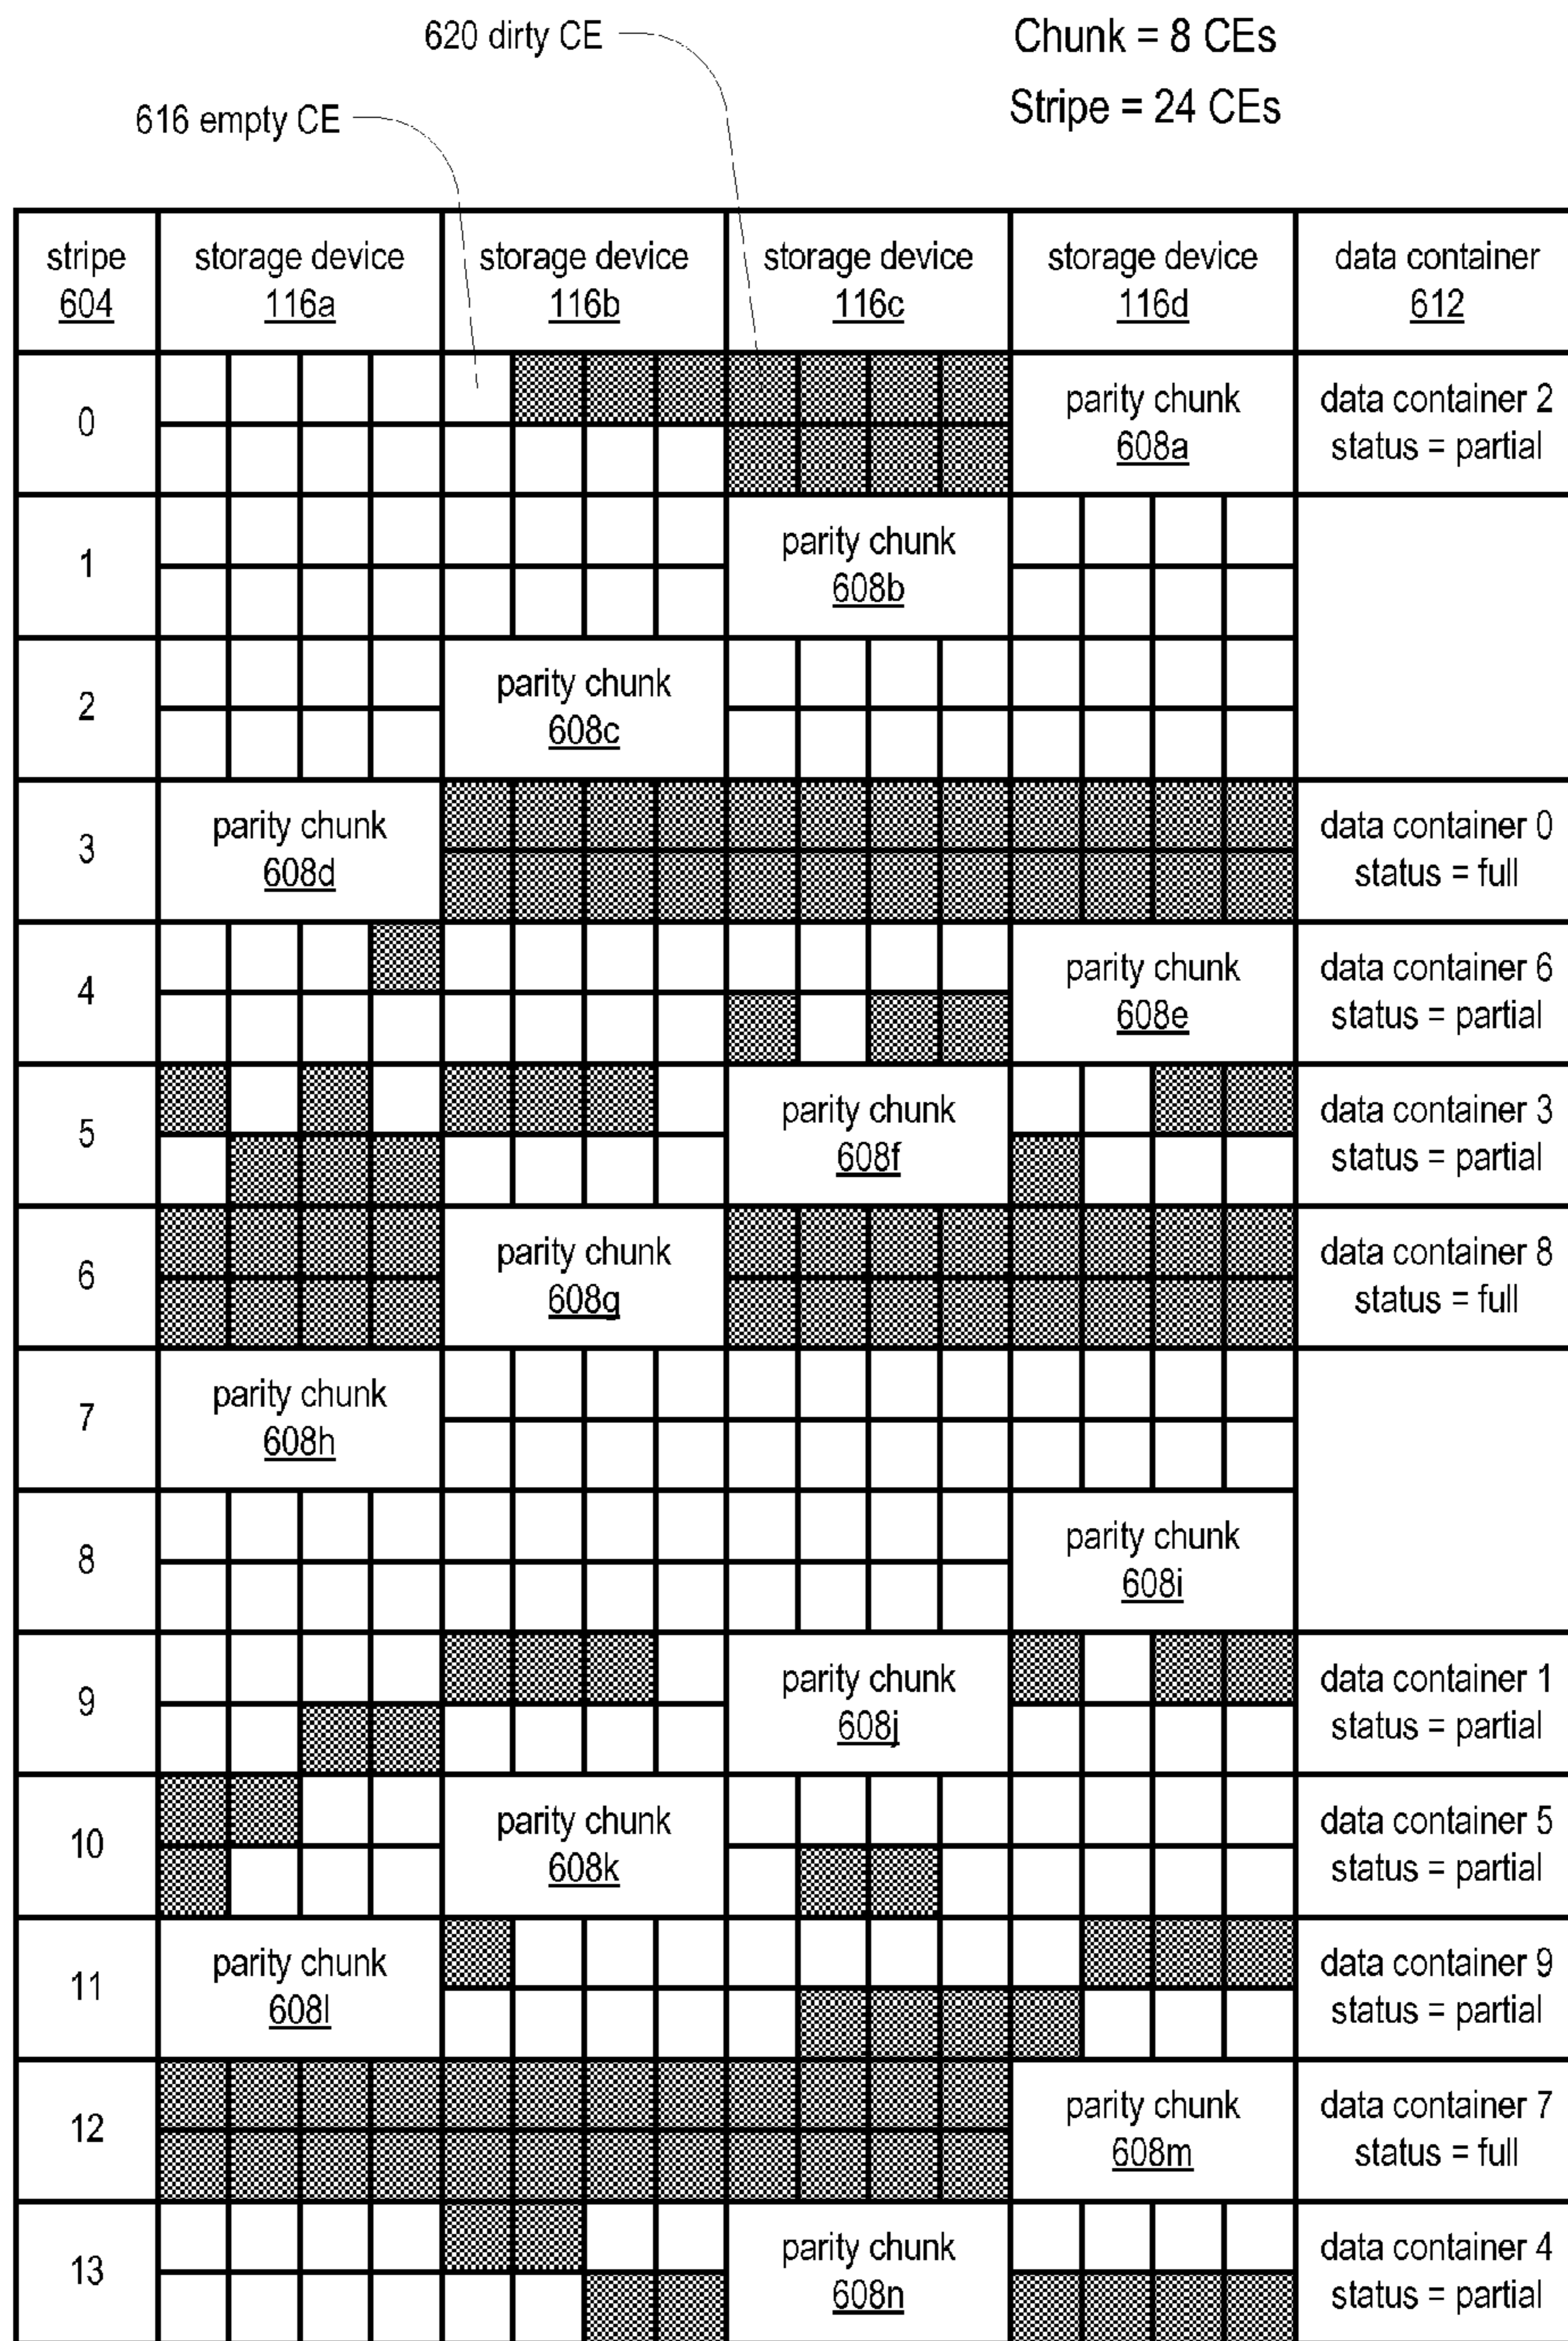 620 dirty CE
Chunk = 8 CEs
616 empty CE
Stripe = 24 CEs
stripe
604
storage device
116a
storage device
116b
storage device
116c
storage device
116d
data container
612
0
parity chunk
608a
data container 2
status = partial
1
parity chunk
608b
2
parity chunk
608c
3
parity chunk
608d
data container 0
status = full
4
parity chunk
608e
data container 6
status = partial
5
parity chunk
608f
data container 3
status = partial
6
parity chunk
608g
data container 8
status = full
7
parity chunk
608h
8
parity chunk
608i
9
parity chunk
608j
data container 1
status = partial
10
parity chunk
608k
data container 5
status = partial
11
parity chunk
608l
data container 9
status = partial
12
parity chunk
608m
data container 7
status = full
13
parity chunk
608n
data container 4
status = partial